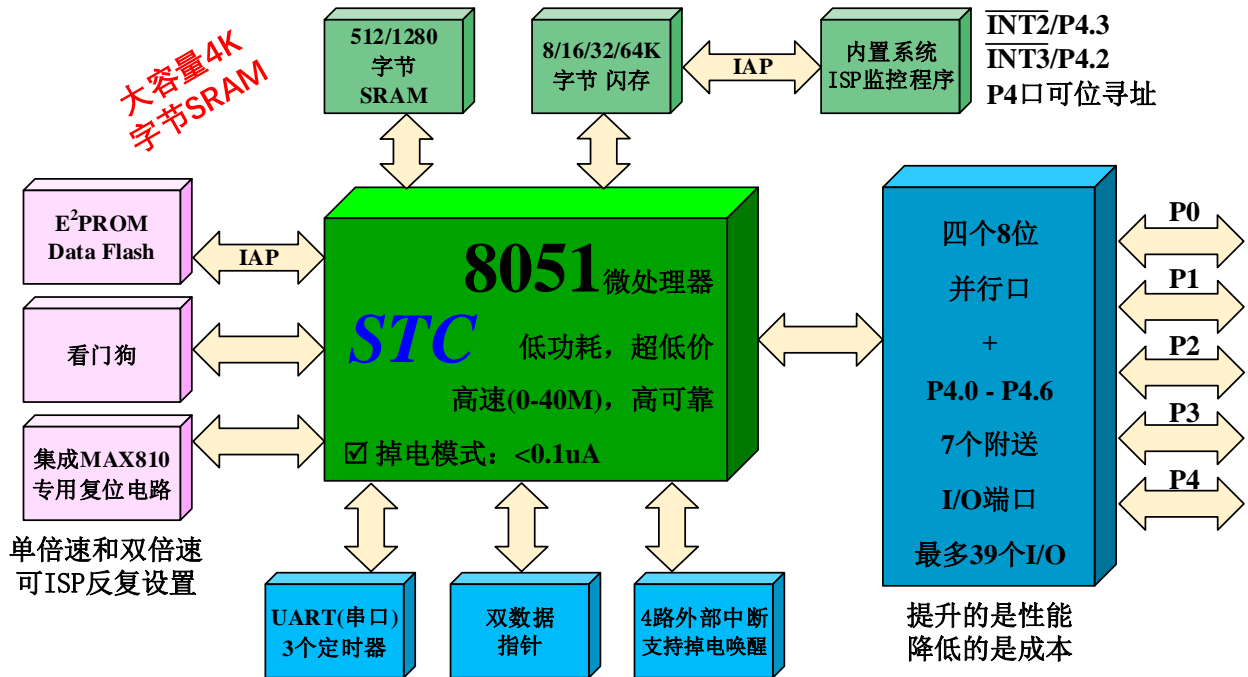 大容量4K
字节SRAM
512/1280
字节
SRAM
8/16/32/64K
字节 闪存
IAP
内置系统
ISP监控程序
INT2/P4.3
INT3/P4.2
P4口可位寻址
E²PROM
Data Flash
IAP
看门狗
集成MAX810
专用复位电路
单倍速和双倍速
可ISP反复设置
8051微处理器
STC
低功耗，超低价
高速(0-40M)，高可靠
☑ 掉电模式：<0.1uA
四个8位
并行口
+
P4.0 - P4.6
7个附送
I/O端口
最多39个I/O
P0
P1
P2
P3
P4
UART(串口)
3个定时器
双数据
指针
4路外部中断
支持掉电唤醒
提升的是性能
降低的是成本